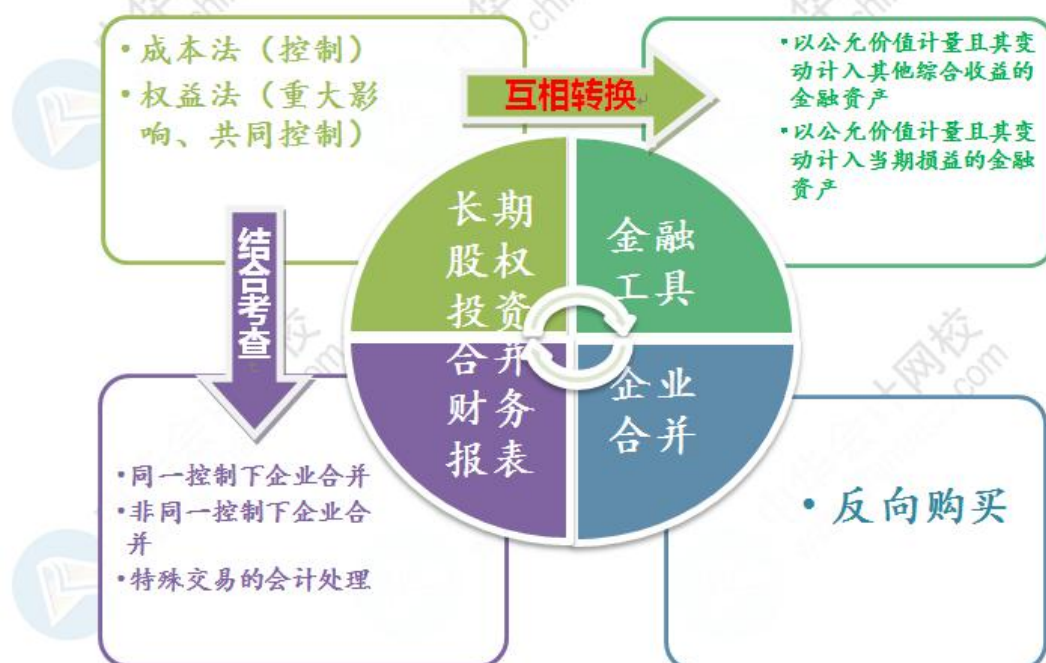 •成本法（控制）
•权益法（重大影
响、共同控制）
互相转换
•以公允价值计量且其变
动计入其他综合收益的
金融资产
•以公允价值计量且其变
动计入当期损益的金融
资产
结合考查
长期
股权
投资
金融
工具
合并
财务
报表
企业
合并
•同一控制下企业合并
•非同一控制下企业合
并
•特殊交易的会计处理
•反向购买